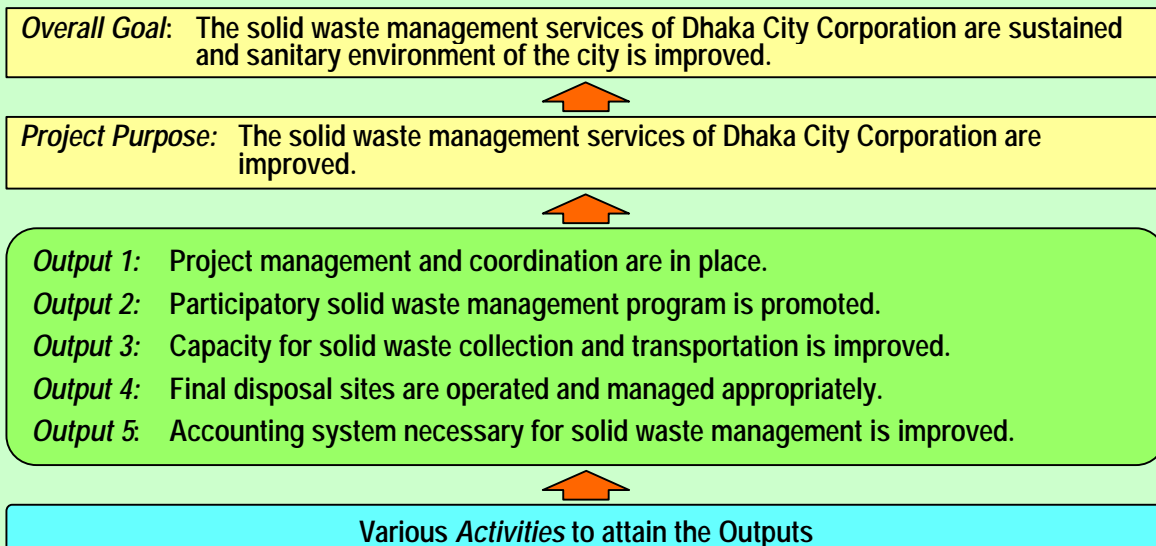 Overall Goal: The solid waste management services of Dhaka City Corporation are sustained
and sanitary environment of the city is improved.
Project Purpose: The solid waste management services of Dhaka City Corporation are
improved.
Output 1: Project management and coordination are in place.
Output 2: Participatory solid waste management program is promoted.
Output 3: Capacity for solid waste collection and transportation is improved.
Output 4: Final disposal sites are operated and managed appropriately.
Output 5: Accounting system necessary for solid waste management is improved.
Various Activities to attain the Outputs